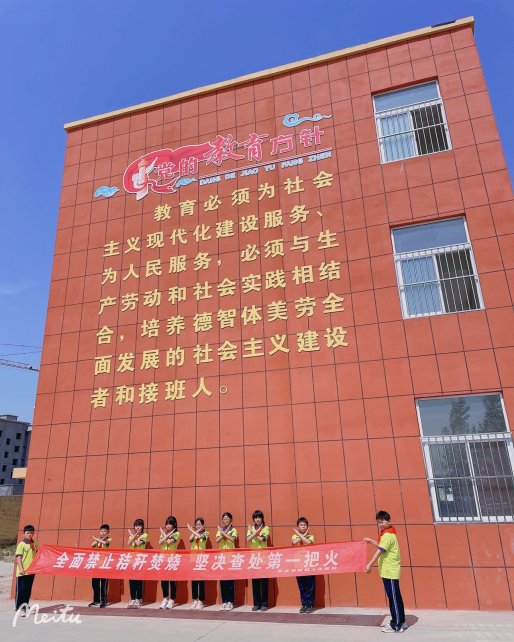 党的教育方针
DANG DE JIAO YU FANG ZHEN
教育必须为社会
主义现代化建设服务、
为人民服务，必须与生
产劳动和社会实践相结
合，培养德智体美劳全
面发展的社会主义建设
者和接班人。
全面禁止秸秆焚烧 坚决查处第一把火
Meitu